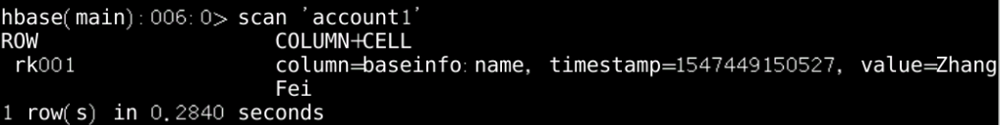 hbase(main):006:0> scan 'account1'
ROW                    COLUMN+CELL
 rk001                 column=baseinfo:name, timestamp=1547449150527, value=Zhang
                       Fei
1 row(s) in 0.2840 seconds